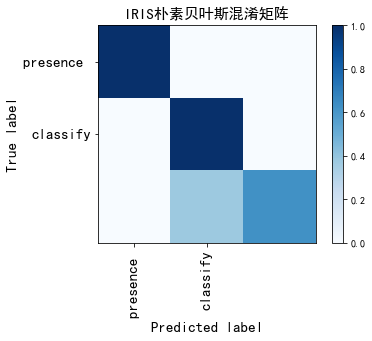 IRIS朴素贝叶斯混淆矩阵
True label
presence
classify
presence
classify
Predicted label
1.0
0.8
0.6
0.4
0.2
0.0